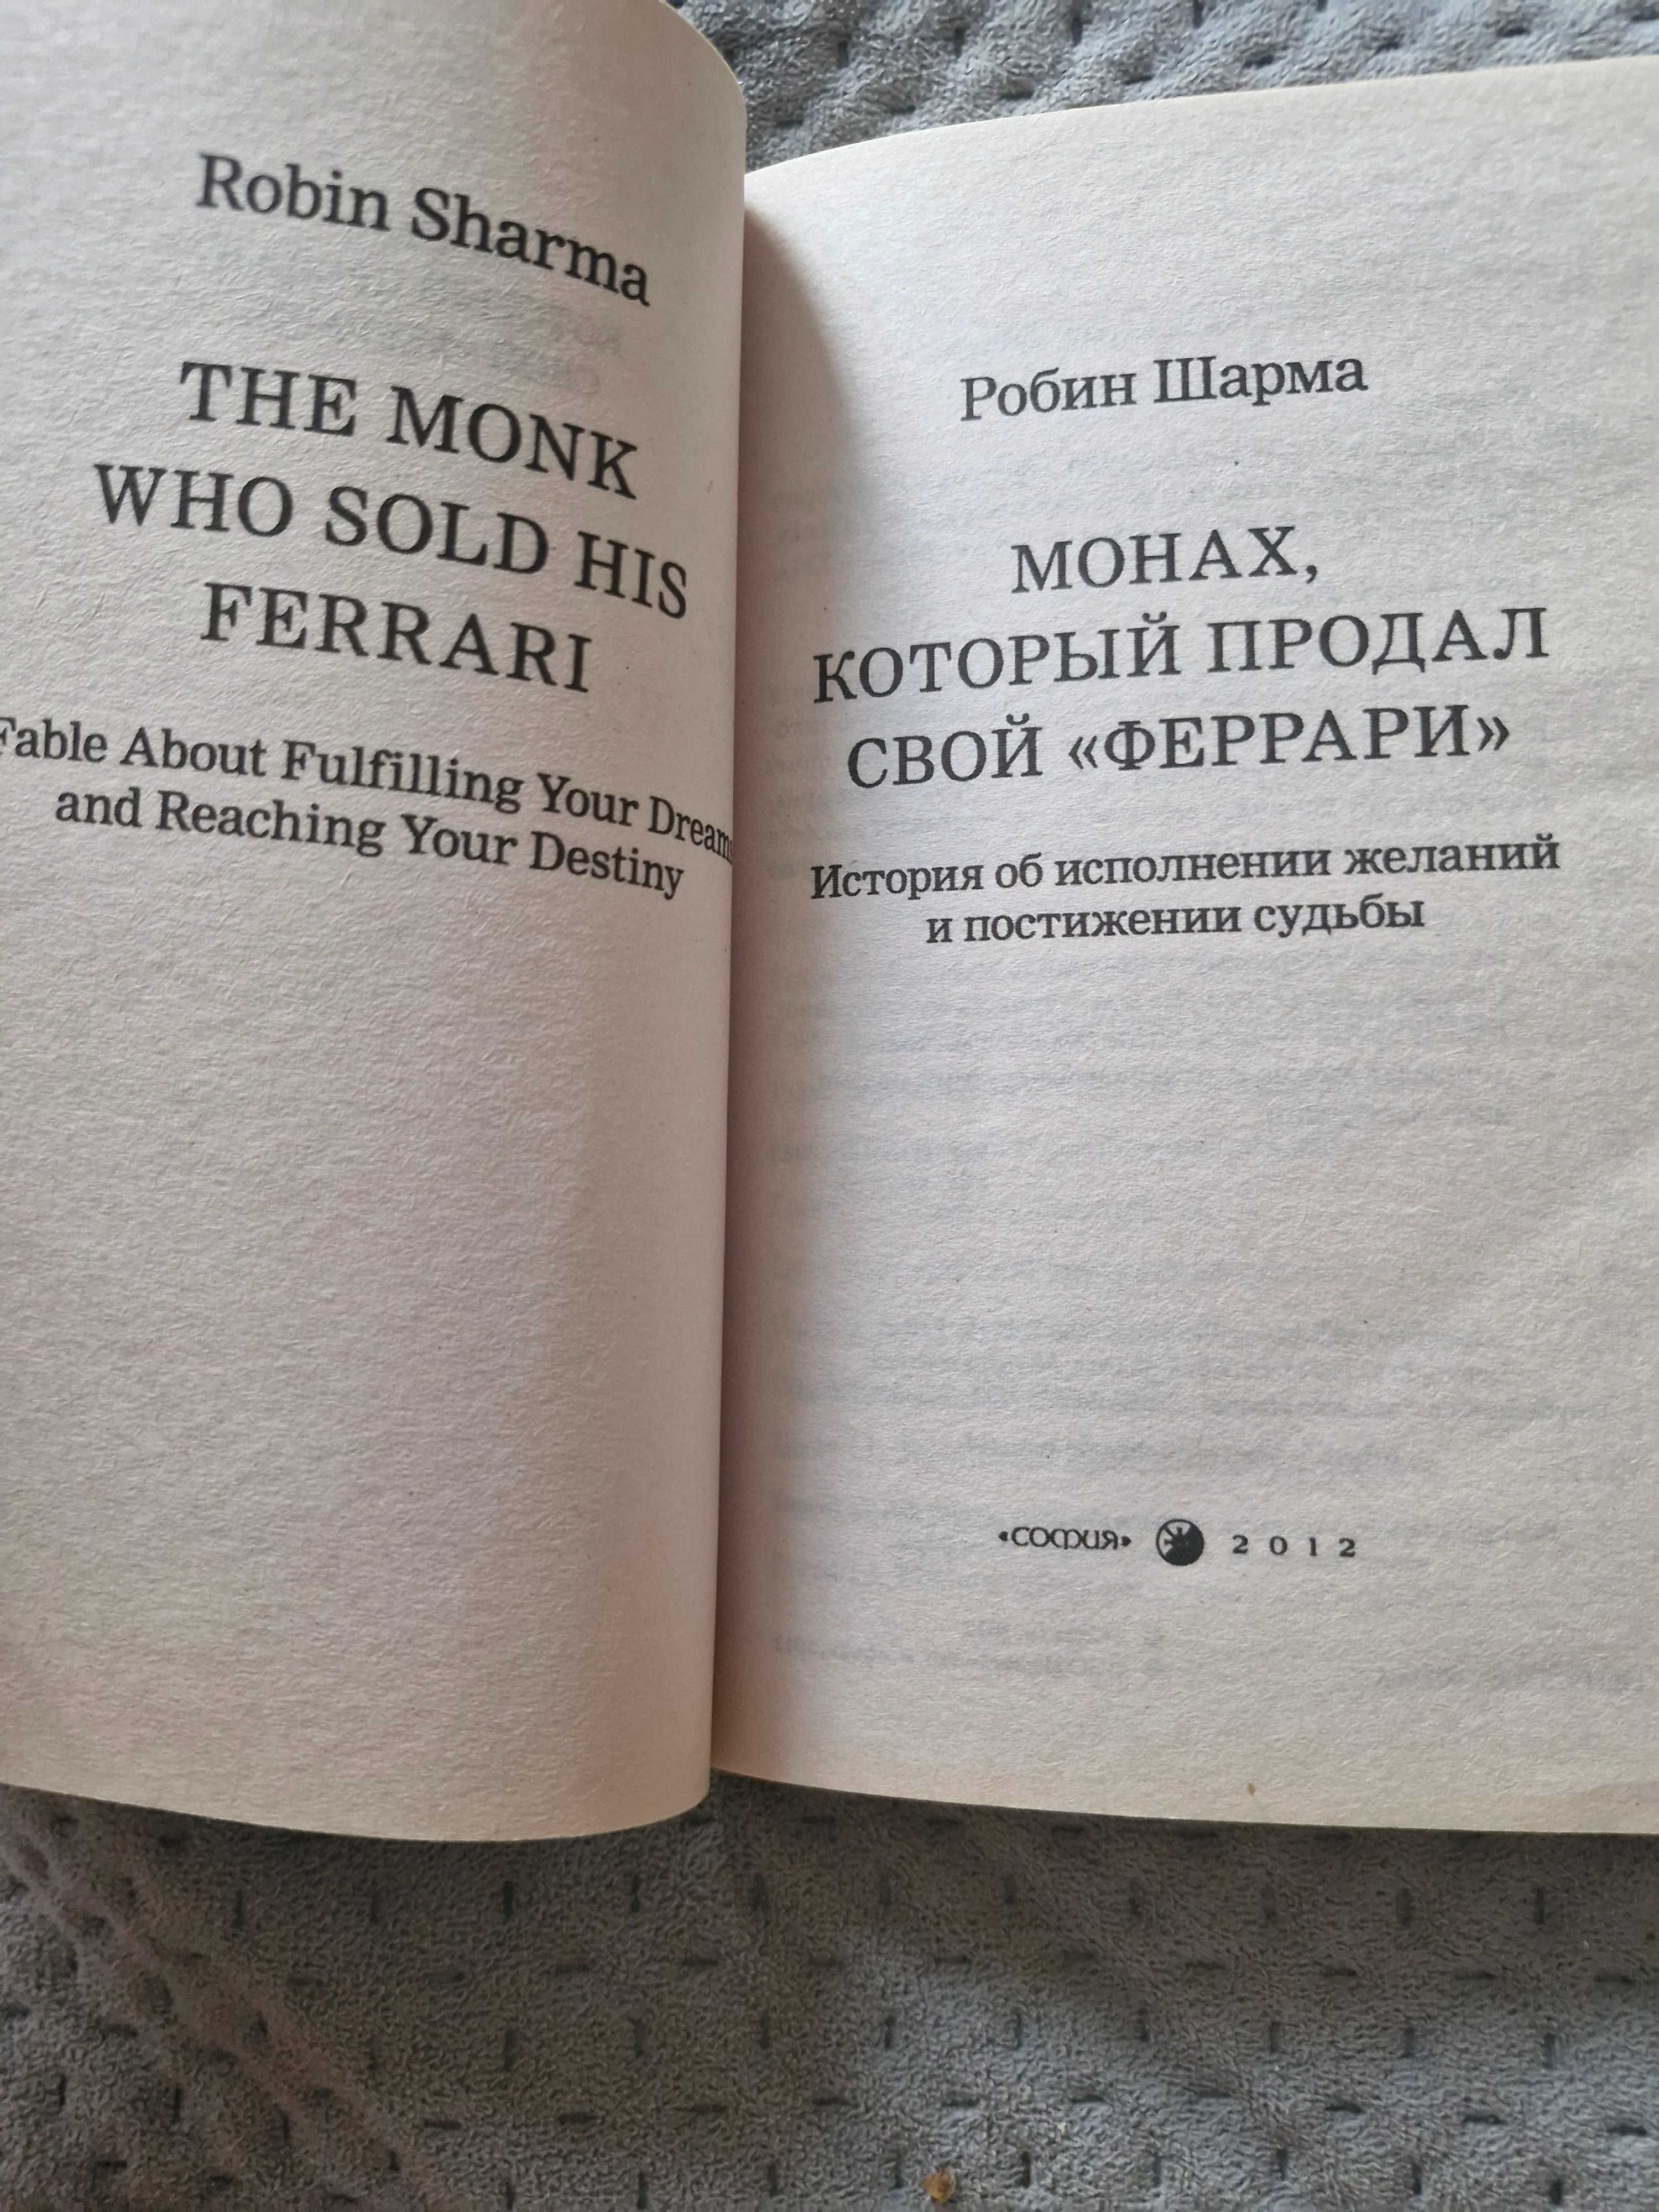 Robin Sharma
THE MONK
WHO SOLD HIS
FERRARI
Fable About Fulfilling Your Dreams
and Reaching Your Destiny
Робин Шарма
МОНАХ,
КОТОРЫЙ ПРОДАЛ
СВОЙ «ФЕРРАРИ»
История об исполнении желаний
и постижении судьбы
«СОФИЯ» 2012